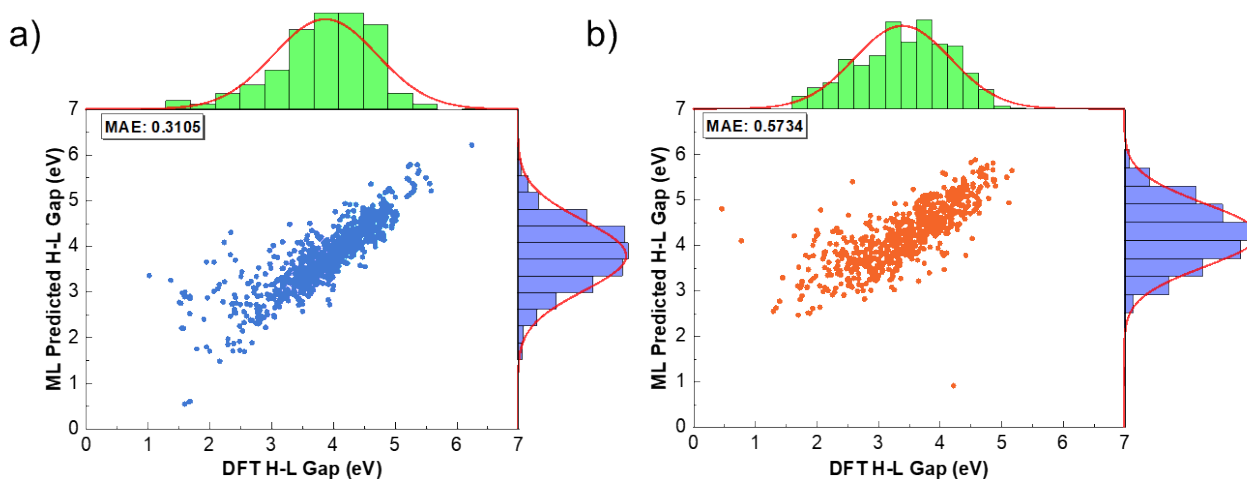 a)
MAE: 0.3105
ML Predicted H-L Gap (eV)
7
6
5
4
3
2
1
0
0 1 2 3 4 5 6 7
DFT H-L Gap (eV)
b)
MAE: 0.5734
ML Predicted H-L Gap (eV)
7
6
5
4
3
2
1
0
0 1 2 3 4 5 6 7
DFT H-L Gap (eV)